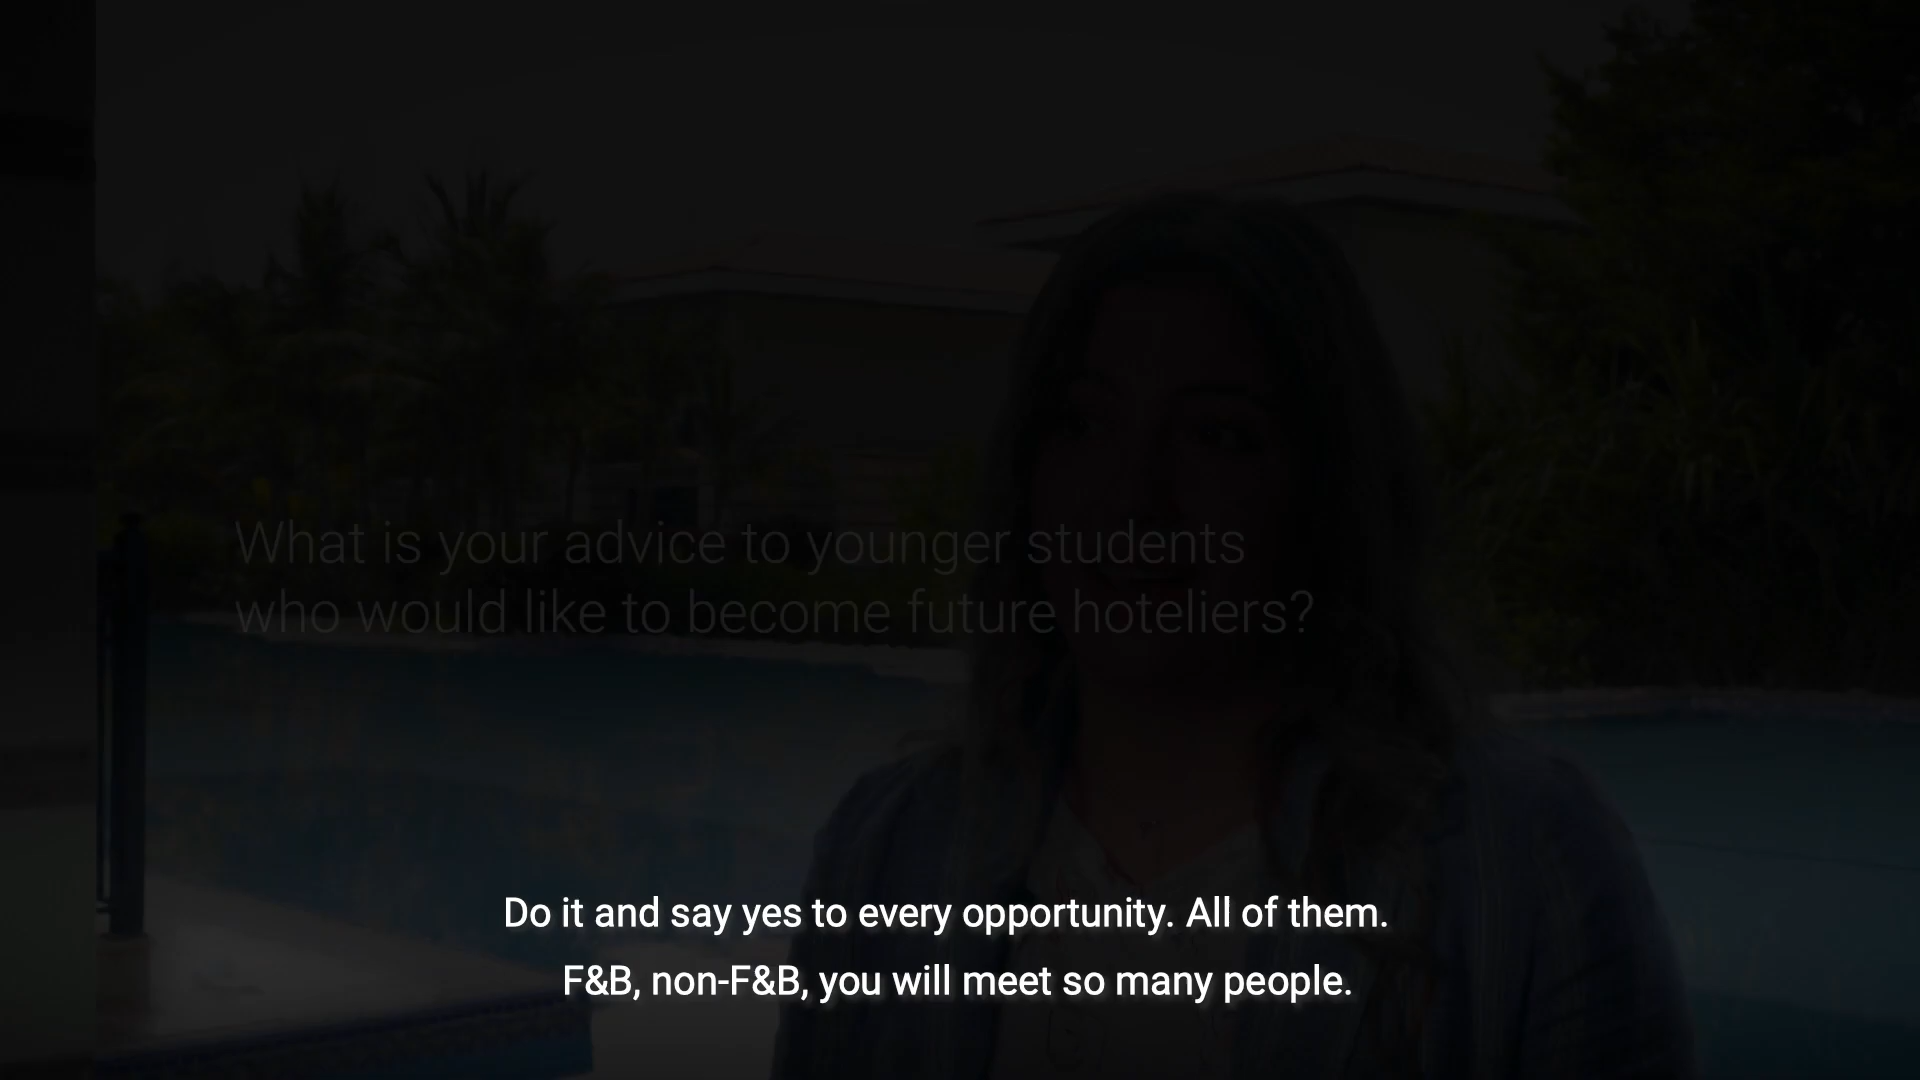 What is your advice to younger students
who would like to become future hoteliers?
Do it and say yes to every opportunity. All of them.
F&B, non-F&B, you will meet so many people.